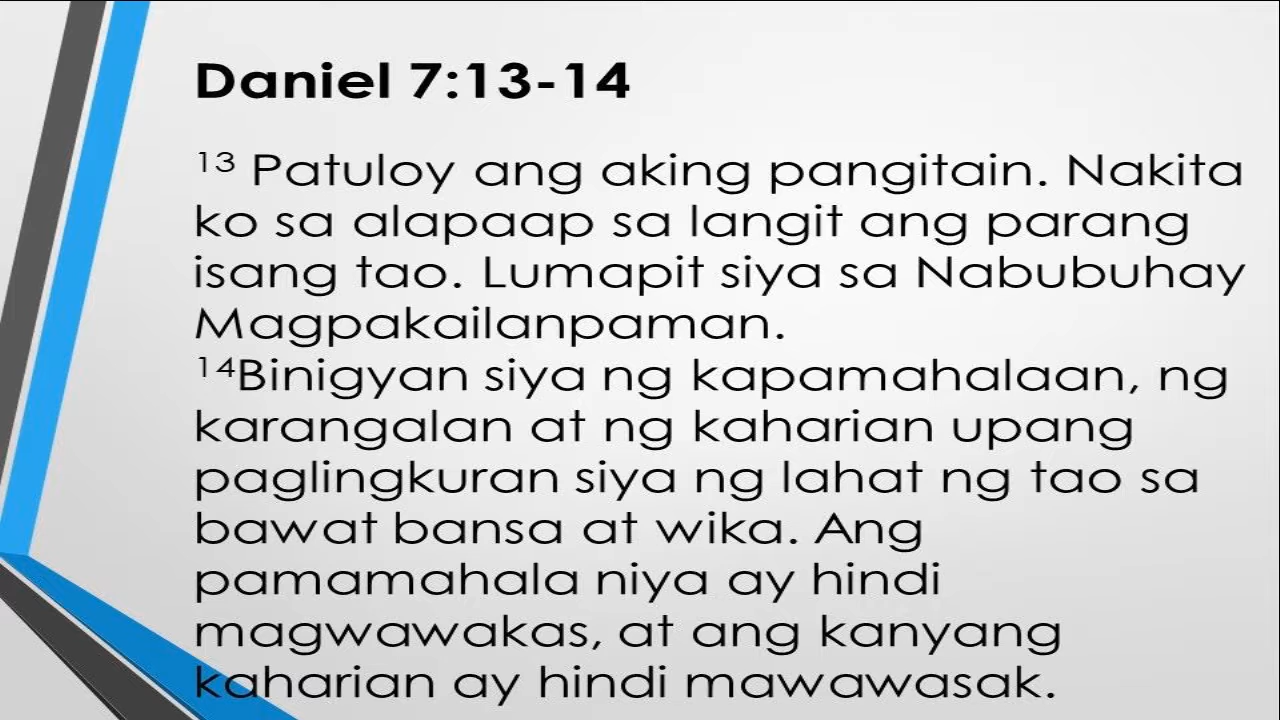 Daniel 7:13-14
13 Patuloy ang aking pangitain. Nakita
ko sa alapaap sa langit ang parang
isang tao. Lumapit siya sa Nabubuhay
Magpakailanpaman.
14Binigyan siya ng kapamahalaan, ng
karangalan at ng kaharian upang
paglingkuran siya ng lahat ng tao sa
bawat bansa at wika. Ang
pamamahala niya ay hindi
magwawakas, at ang kanyang
kaharian ay hindi mawawasak.